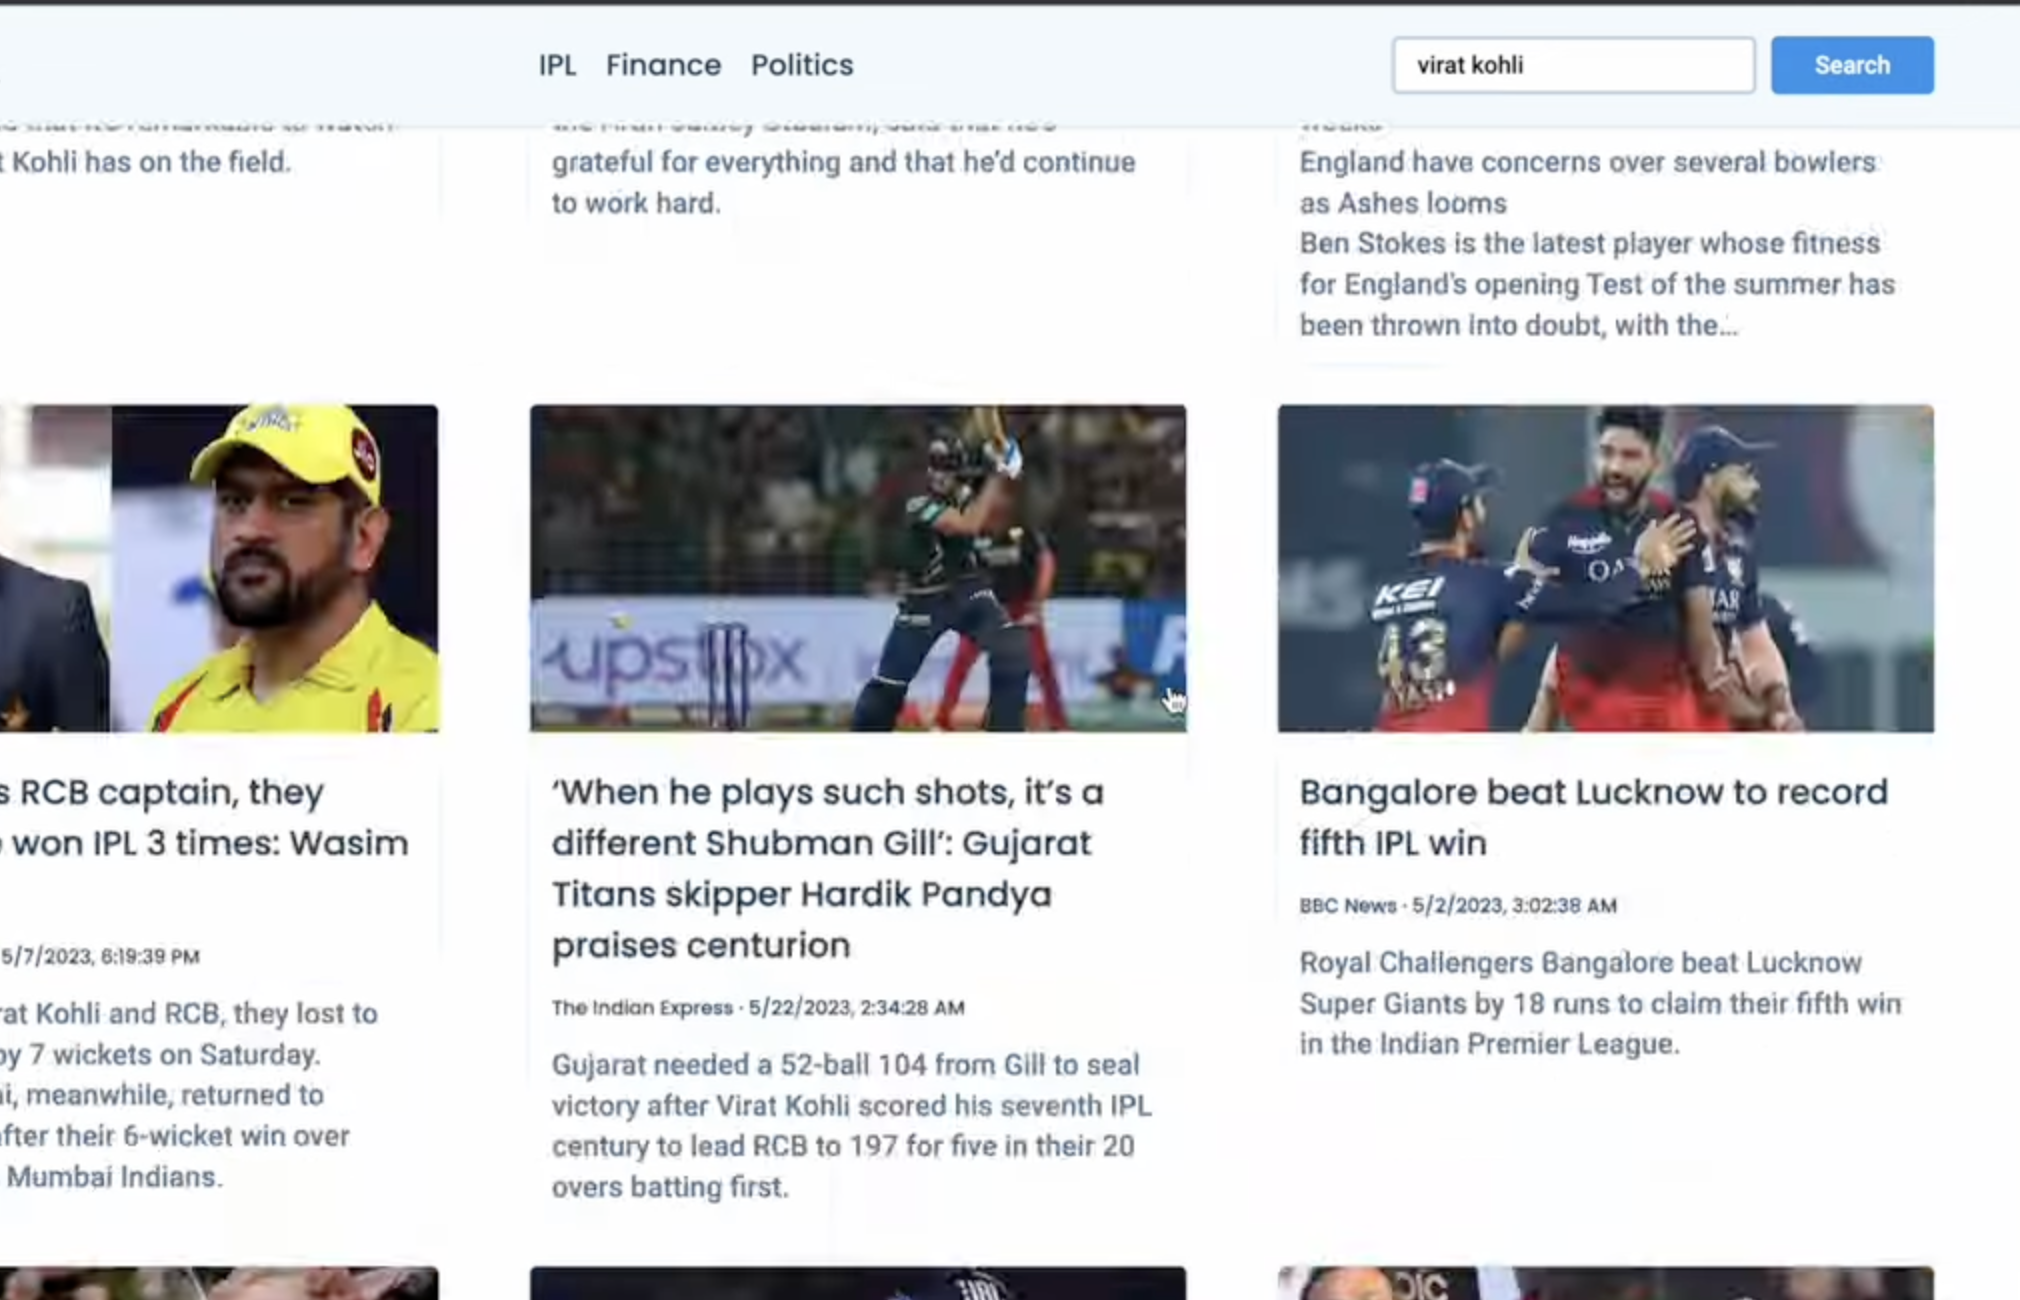 IPL Finance Politics
virat kohli
Search
t Kohli has on the field.
grateful for everything and that he'd continue
to work hard.
weeks
England have concerns over several bowlers
as Ashes looms
Ben Stokes is the latest player whose fitness
for England's opening Test of the summer has
been thrown into doubt, with the...
upstox
KEI
43
s RCB captain, they
won IPL 3 times: Wasim
5/7/2023, 6:19:39 PM
rat Kohli and RCB, they lost to
by 7 wickets on Saturday.
ai, meanwhile, returned to
after their 6-wicket win over
Mumbai Indians.
‘When he plays such shots, it’s a
different Shubman Gill’: Gujarat
Titans skipper Hardik Pandya
praises centurion
The Indian Express · 5/22/2023, 2:34:28 AM
Gujarat needed a 52-ball 104 from Gill to seal
victory after Virat Kohli scored his seventh IPL
century to lead RCB to 197 for five in their 20
overs batting first.
Bangalore beat Lucknow to record
fifth IPL win
BBC News · 5/2/2023, 3:02:38 AM
Royal Challengers Bangalore beat Lucknow
Super Giants by 18 runs to claim their fifth win
in the Indian Premier League.